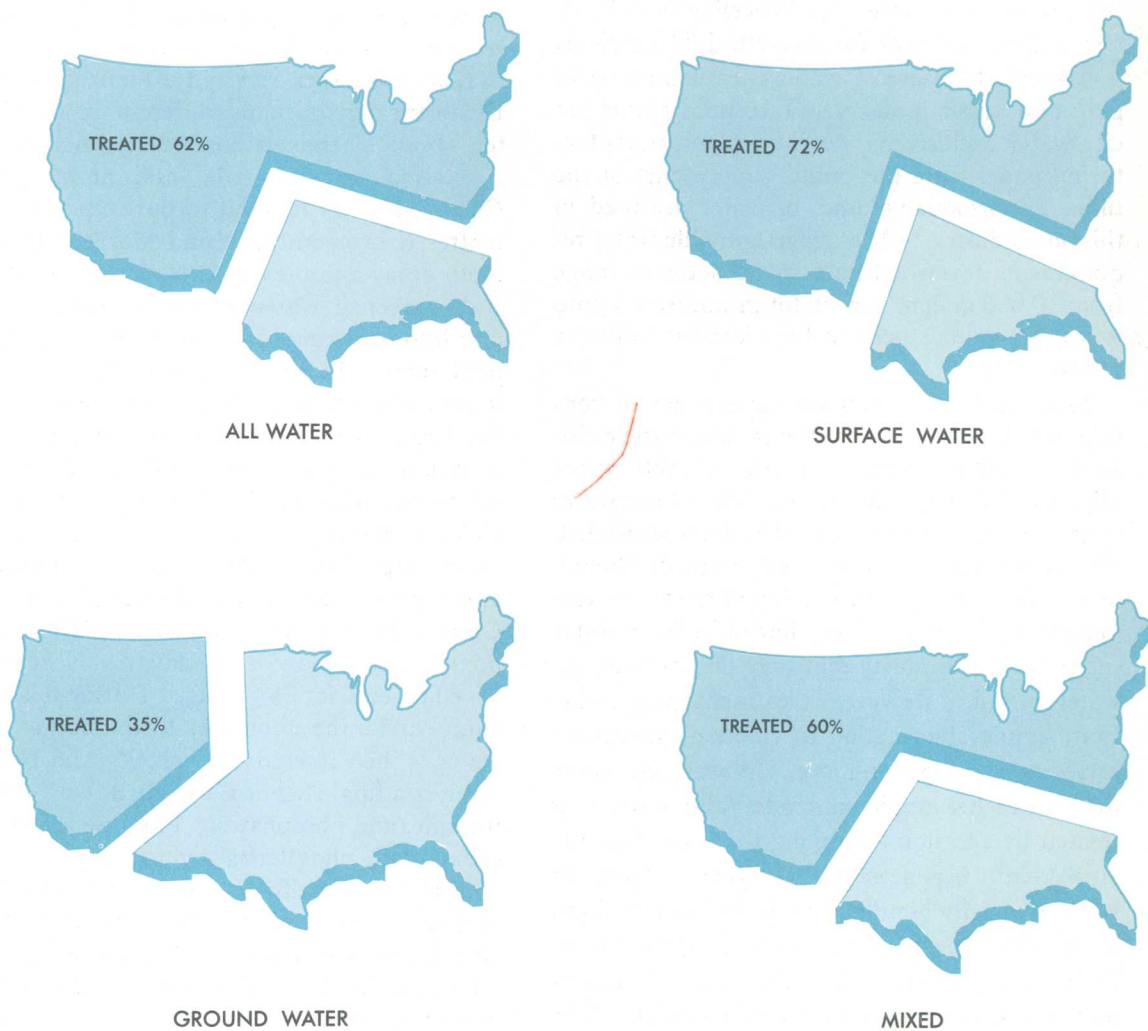 TREATED 62%
ALL WATER
TREATED 72%
SURFACE WATER
TREATED 35%
GROUND WATER
TREATED 60%
MIXED